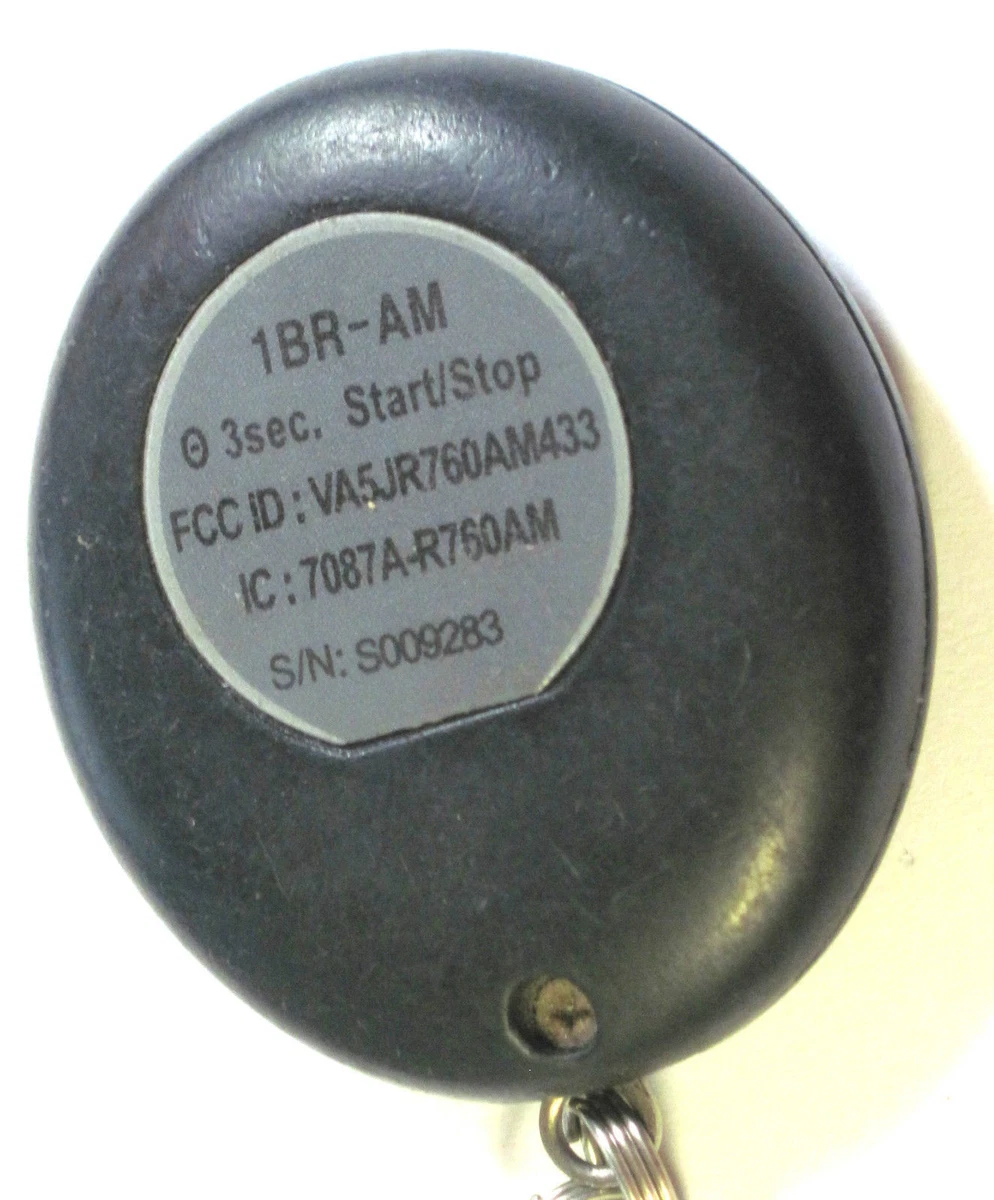 1BR-AM
⊙ 3sec. Start/Stop
FCC ID : VA5JR760AM433
IC : 7087A-R760AM
S/N: S009283